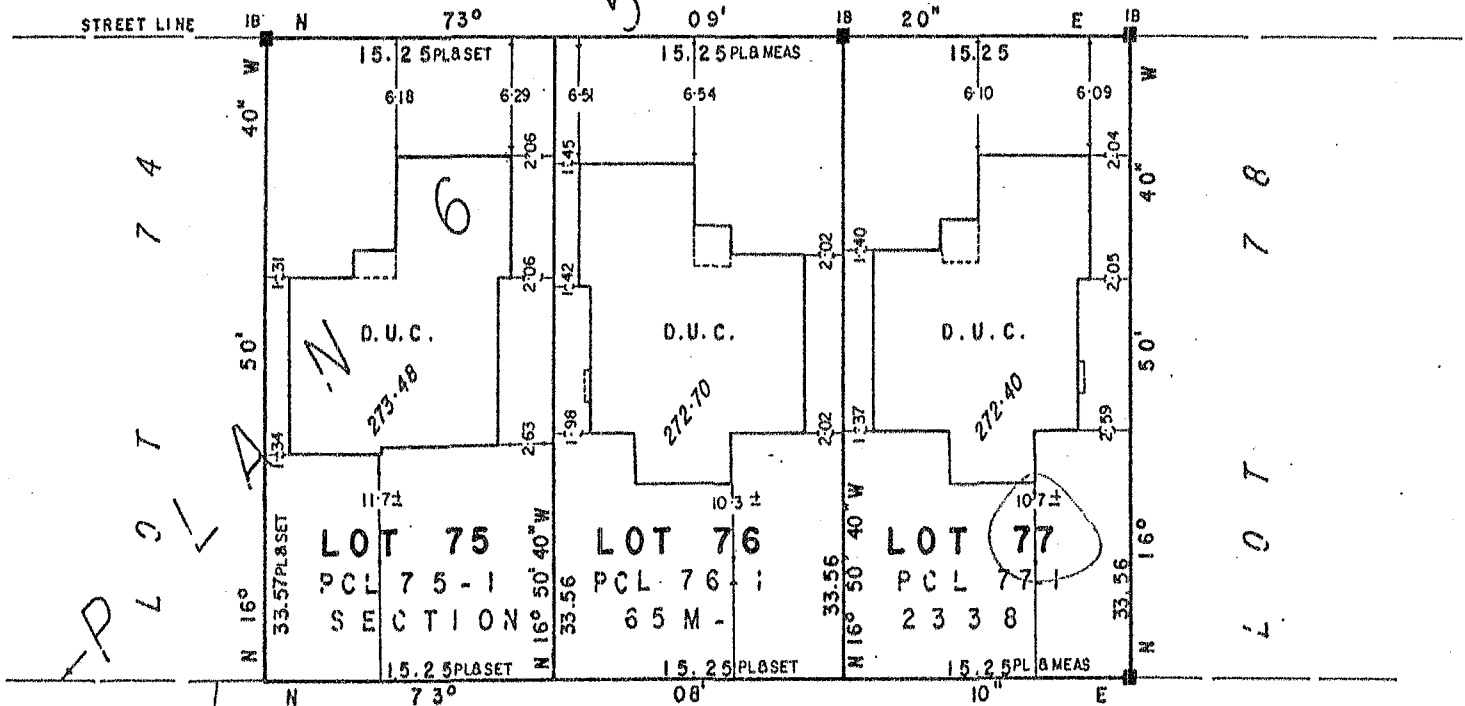 STREET LINE IB N 73° 09' IB 20" E IB
15.25 PL&SET 15.25 PL&MEAS 15.25
6.18 6.29 6.51 6.54 6.10 6.09
N 16° 50' 40" W
2.06 1.45 2.04
1.31 2.06 1.42 2.02 1.40 2.05
LOT 74
LOT 78
6
D.U.C. D.U.C. D.U.C.
273.48 272.70 272.40
1.34 2.63 1.98 2.02 1.37 2.59
11.7± 10.3± 10.7±
PLAN
LOT 75 LOT 76 LOT 77
PCL 75-1 PCL 76-1 PCL 77-1
SECTION 65M- 2338
33.57 PL&SET N 16° 50' 40" W 33.56 33.56 N 16° 50' 40" W 33.56 N 16° 50' 40" W
15.25 PL&SET 15.25 PL&SET 15.25 PL&MEAS
N 73° 08' 10" E